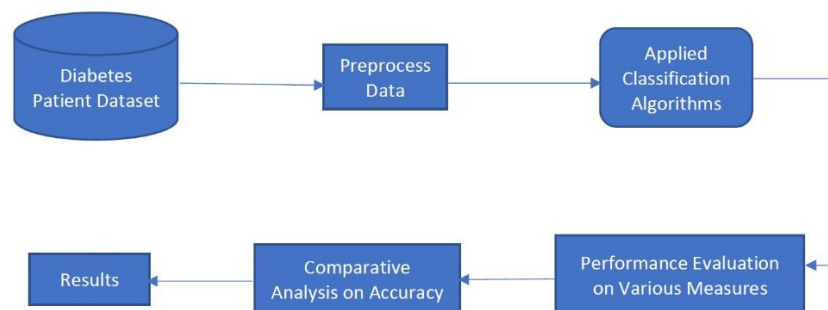 Diabetes
Patient Dataset
Preprocess
Data
Applied
Classification
Algorithms
Performance Evaluation
on Various Measures
Comparative
Analysis on Accuracy
Results